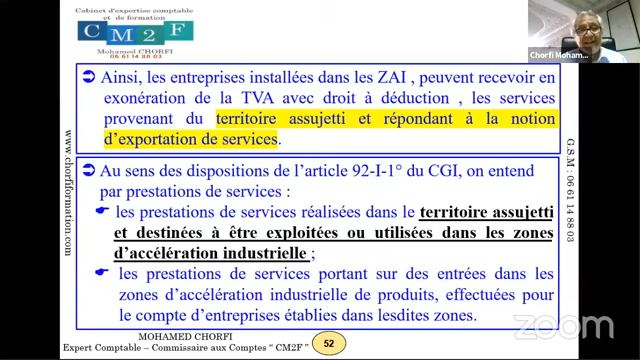 Cabinet d'expertise comptable
et de formation
CM2F
Mohamed CHORFI
06 61 14 88 03
Chorfi Moham...
➲ Ainsi, les entreprises installées dans les ZAI , peuvent recevoir en
exonération de la TVA avec droit à déduction , les services
provenant du territoire assujetti et répondant à la notion
d'exportation de services.
➲ Au sens des dispositions de l'article 92-I-1° du CGI, on entend
par prestations de services :
☛ les prestations de services réalisées dans le territoire assujetti
et destinées à être exploitées ou utilisées dans les zones
d'accélération industrielle ;
☛ les prestations de services portant sur des entrées dans les
zones d'accélération industrielle de produits, effectuées pour
le compte d'entreprises établies dans lesdites zones.
www.chorfiformation.com
G.S.M : 06 61 14 88 03
MOHAMED CHORFI
Expert Comptable – Commissaire aux Comptes " CM2F "
52
zoom